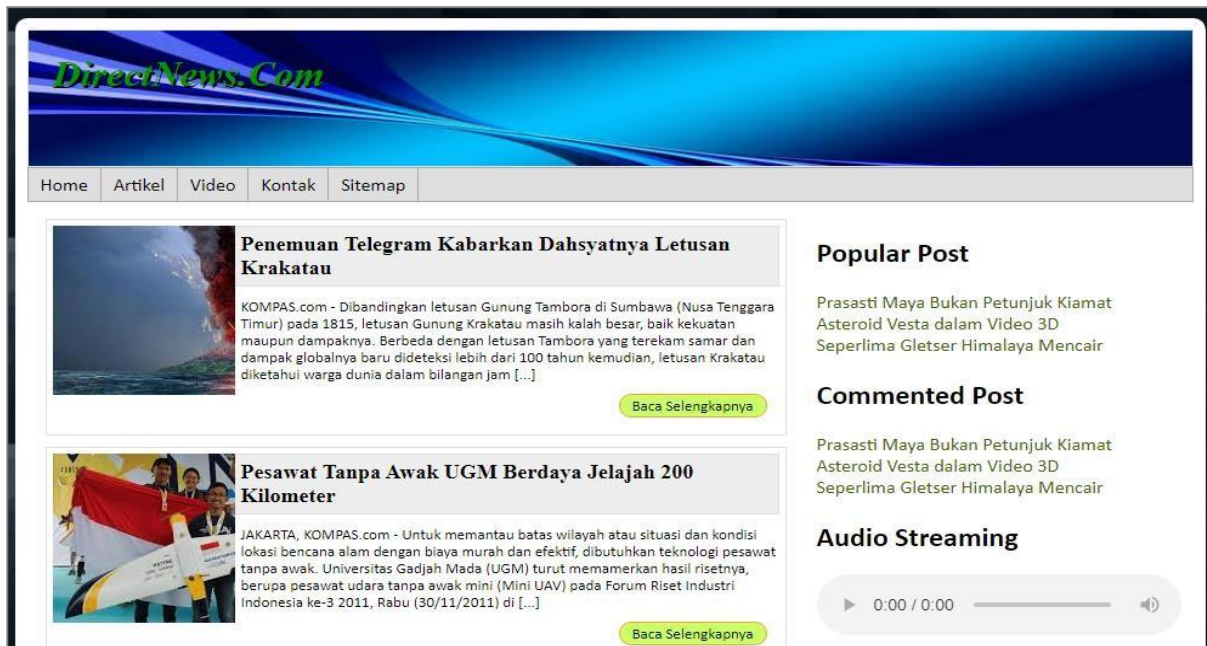 DirectNews.Com
Home Artikel Video Kontak Sitemap
Penemuan Telegram Kabarkan Dahsyatnya Letusan
Krakatau
KOMPAS.com - Dibandingkan letusan Gunung Tambora di Sumbawa (Nusa Tenggara
Timur) pada 1815, letusan Gunung Krakatau masih kalah besar, baik kekuatan
maupun dampaknya. Berbeda dengan letusan Tambora yang terekam samar dan
dampak globalnya baru dideteksi lebih dari 100 tahun kemudian, letusan Krakatau
diketahui warga dunia dalam bilangan jam [...]
Baca Selengkapnya
Pesawat Tanpa Awak UGM Berdaya Jelajah 200
Kilometer
JAKARTA, KOMPAS.com - Untuk memantau batas wilayah atau situasi dan kondisi
lokasi bencana alam dengan biaya murah dan efektif, dibutuhkan teknologi pesawat
tanpa awak. Universitas Gadjah Mada (UGM) turut memamerkan hasil risetnya,
berupa pesawat udara tanpa awak mini (Mini UAV) pada Forum Riset Industri
Indonesia ke-3 2011, Rabu (30/11/2011) di [...]
Baca Selengkapnya
Popular Post
Prasasti Maya Bukan Petunjuk Kiamat
Asteroid Vesta dalam Video 3D
Seperlima Gletser Himalaya Mencair
Commented Post
Prasasti Maya Bukan Petunjuk Kiamat
Asteroid Vesta dalam Video 3D
Seperlima Gletser Himalaya Mencair
Audio Streaming
0:00 / 0:00